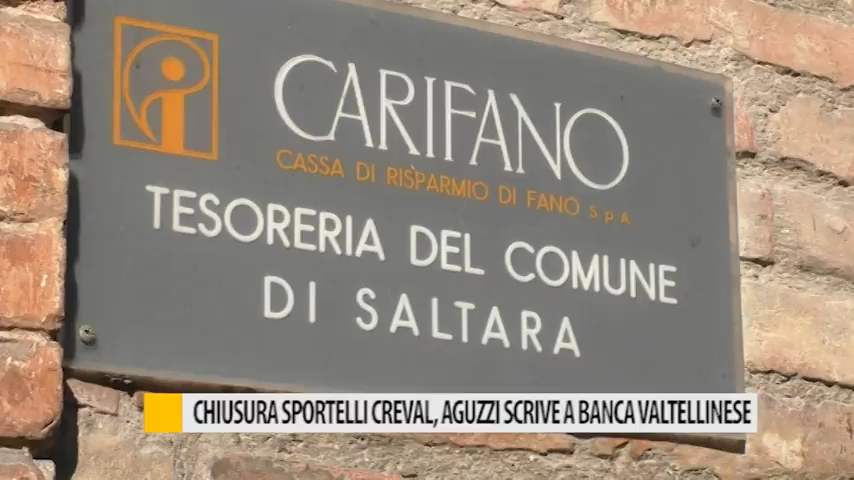 CARIFANO
CASSA DI RISPARMIO DI FANO S.P.A.
TESORERIA DEL COMUNE
DI SALTARA
CHIUSURA SPORTELLI CREVAL, AGUZZI SCRIVE A BANCA VALTELLINESE